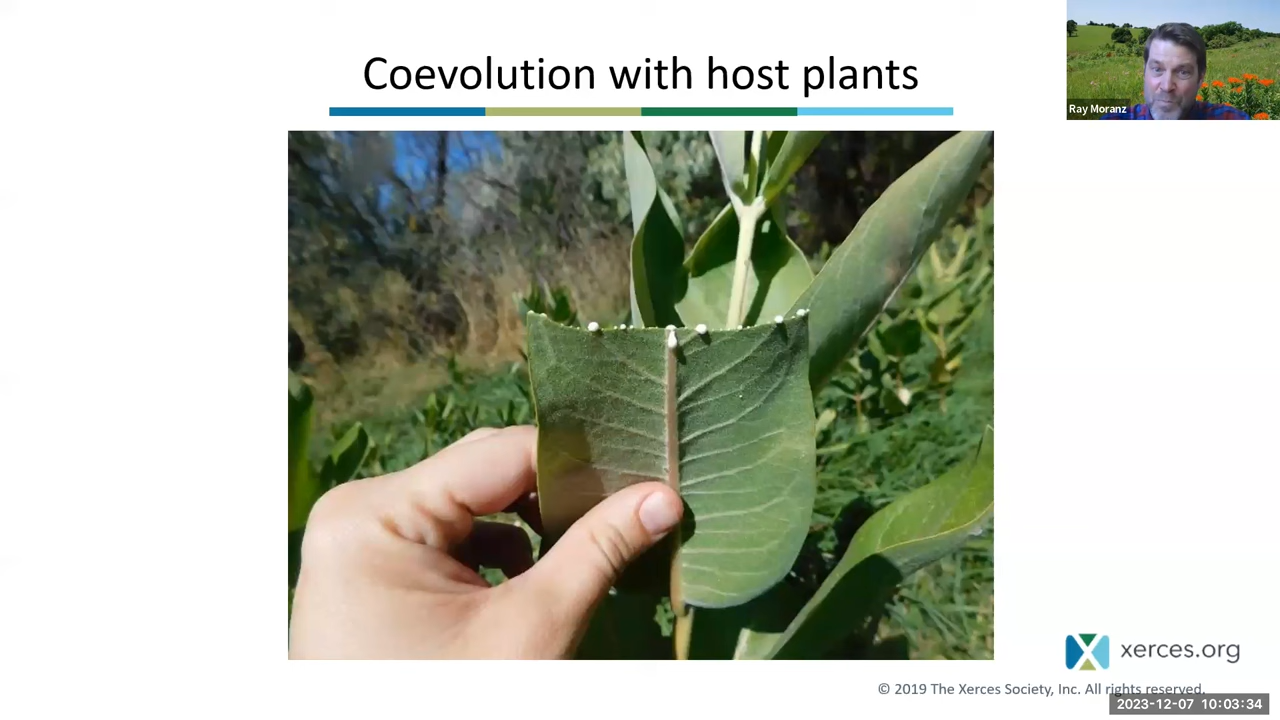 Coevolution with host plants
Ray Moranz
xerces.org
© 2019 The Xerces Society, Inc. All rights reserved.
2023-12-07 10:03:34